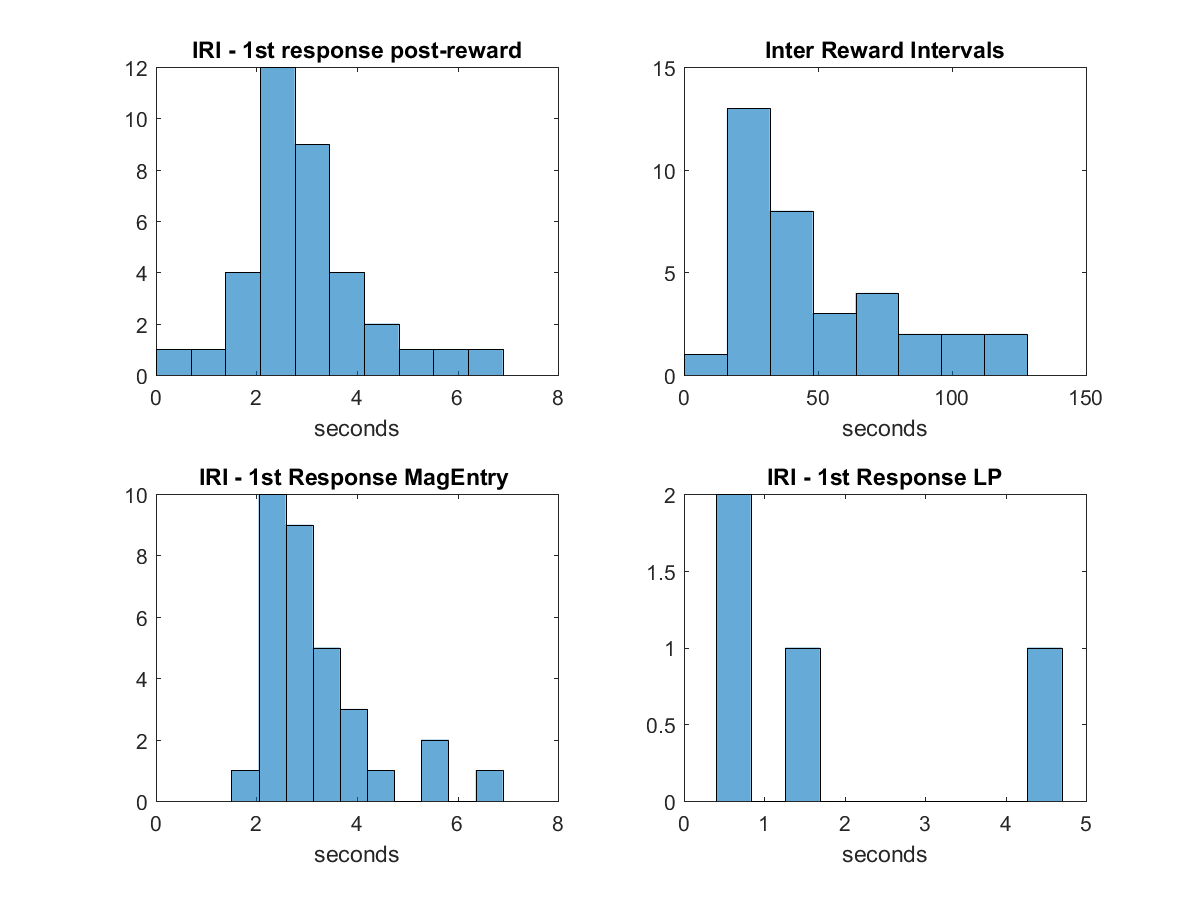 IRI - 1st response post-reward
12
10
8
6
4
2
0
0 2 4 6 8
seconds
Inter Reward Intervals
15
10
5
0
0 50 100 150
seconds
IRI - 1st Response MagEntry
10
8
6
4
2
0
0 2 4 6 8
seconds
IRI - 1st Response LP
2
1.5
1
0.5
0
0 1 2 3 4 5
seconds